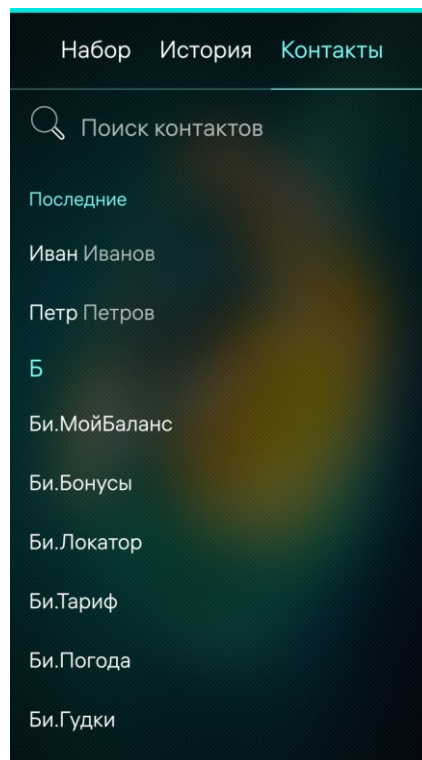 Набор История Контакты
Поиск контактов
Последние
Иван Иванов
Петр Петров
Б
Би.МойБаланс
Би.Бонусы
Би.Локатор
Би.Тариф
Би.Погода
Би.Гудки